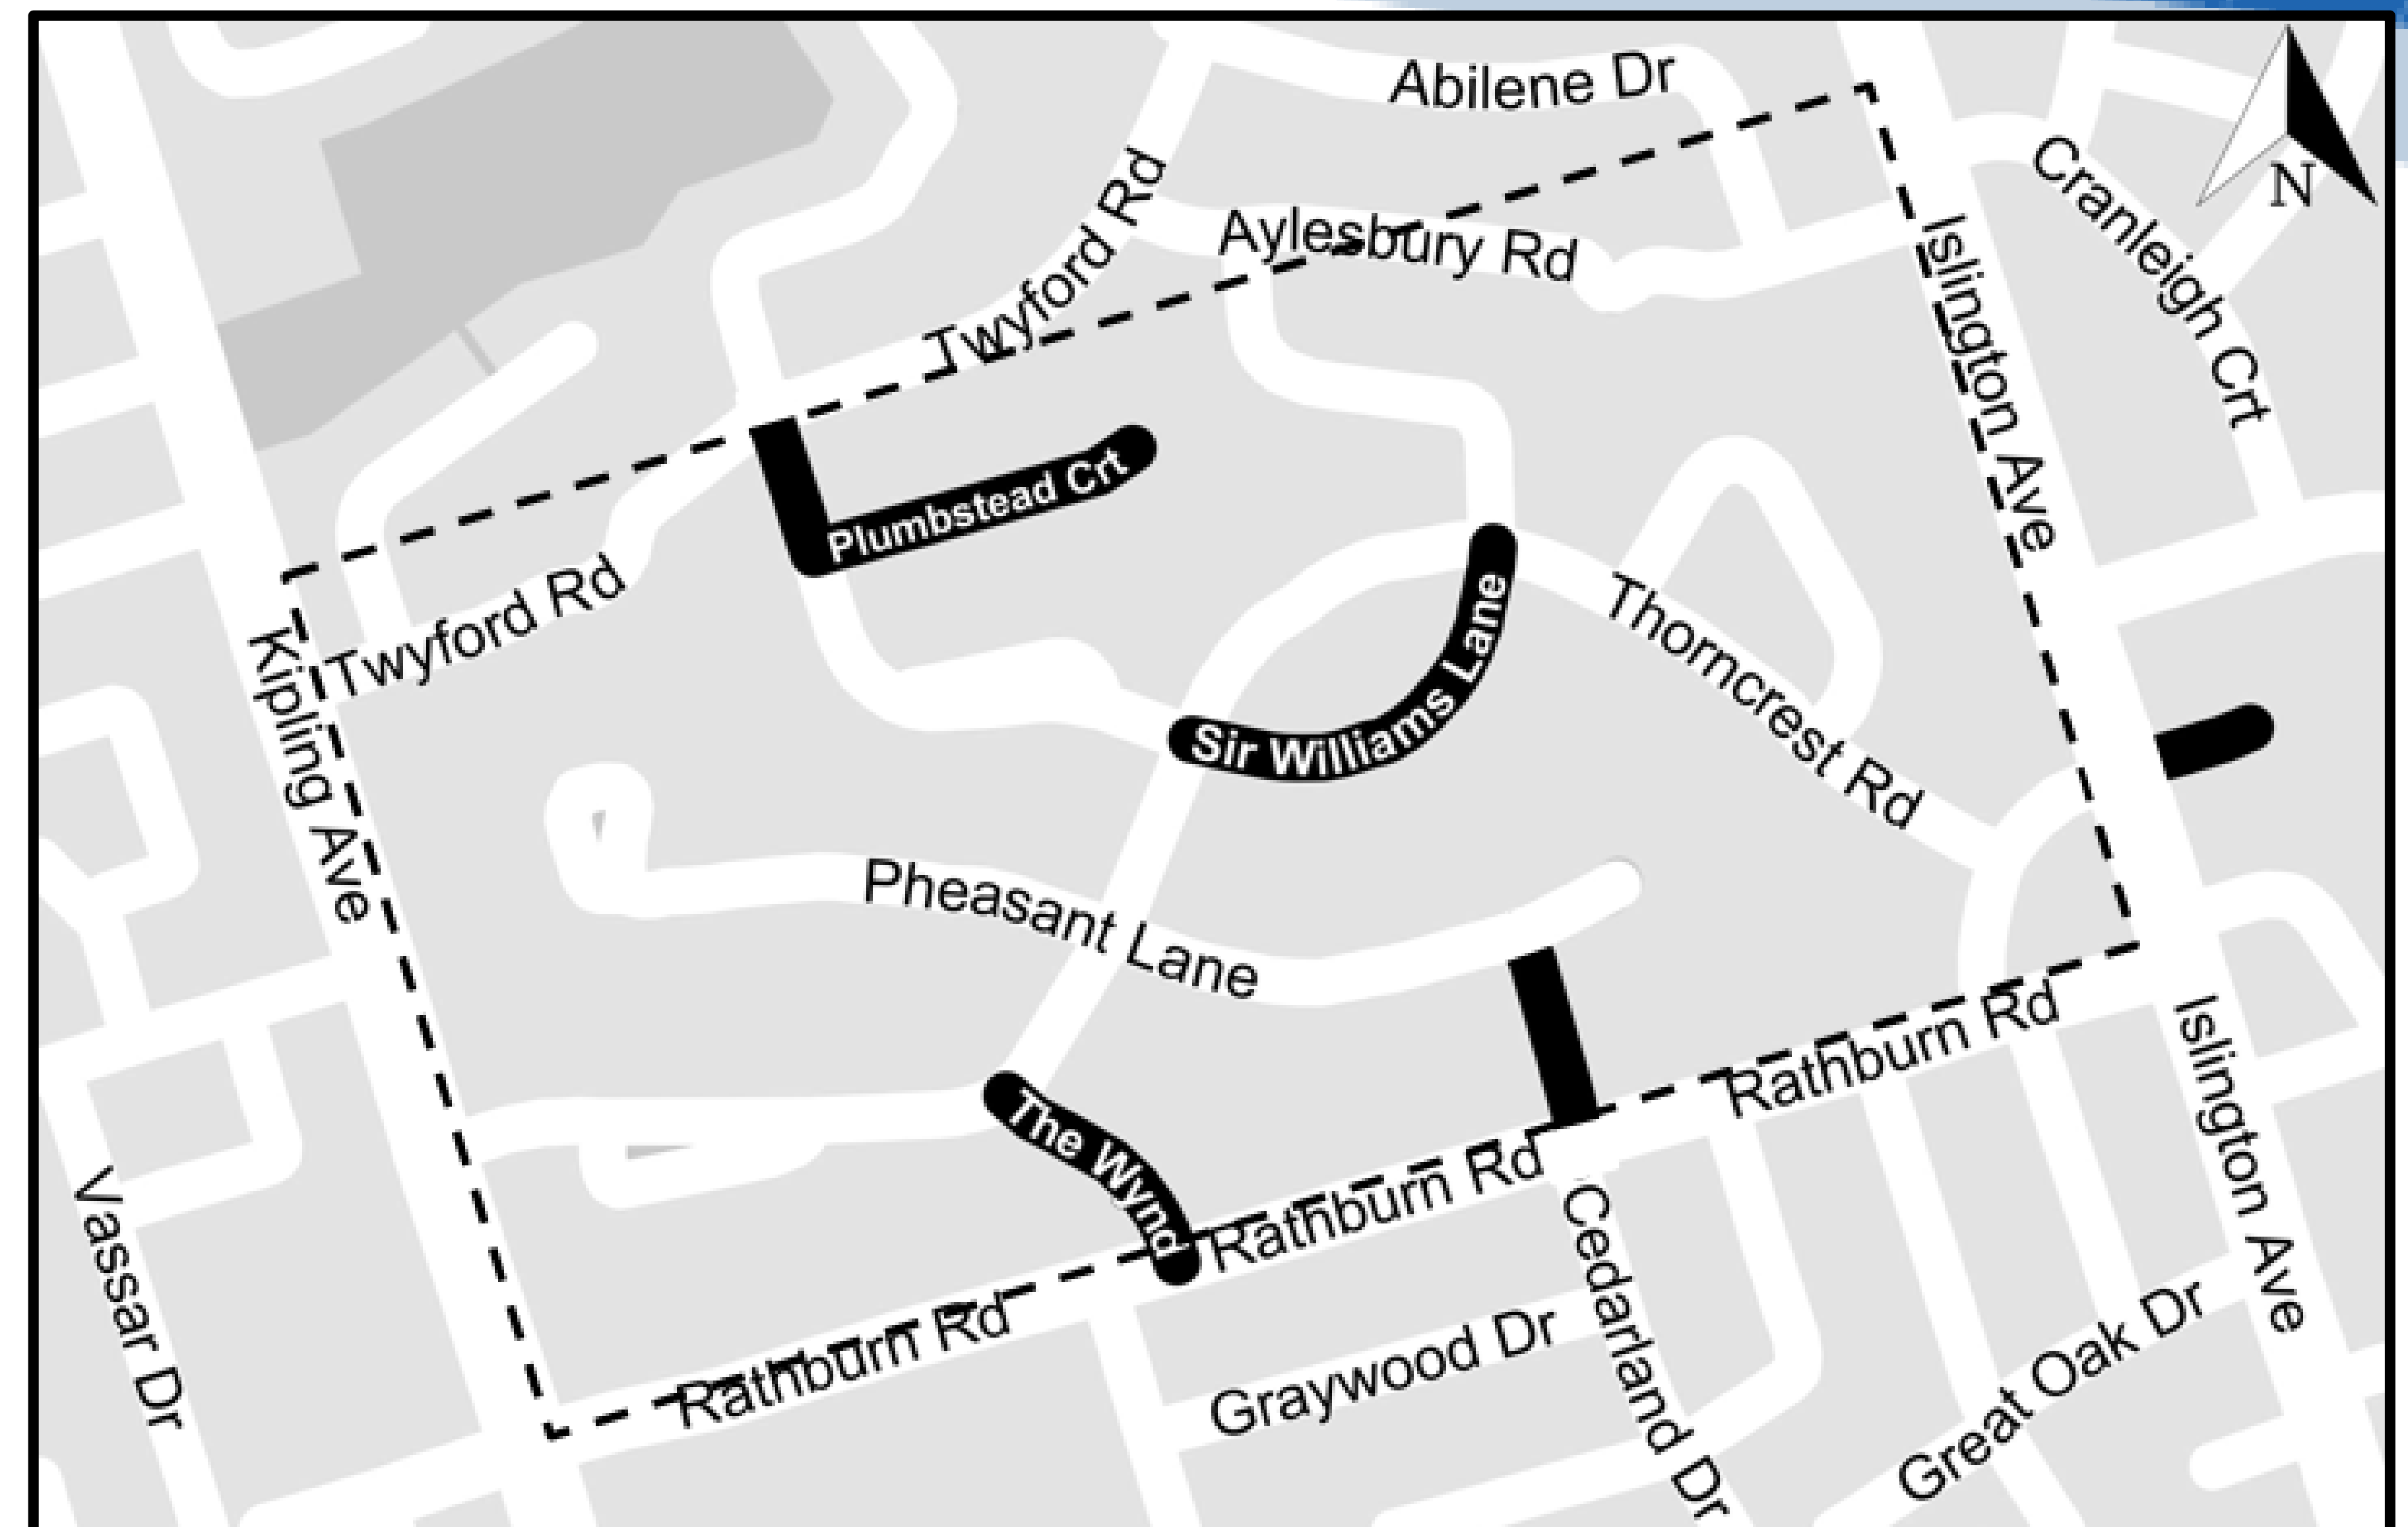 Abilene Dr
N
Cranleigh Crt
Twyford Rd
Aylesbury Rd
Islington Ave
Plumbstead Crt
Twyford Rd
Kipling Ave
Sir Williams Lane
Thorncrest Rd
Pheasant Lane
Rathburn Rd
Islington Ave
The Wynd
Rathburn Rd
Vassar Dr
Rathburn Rd
Cedarland Dr
Graywood Dr
Great Oak Dr